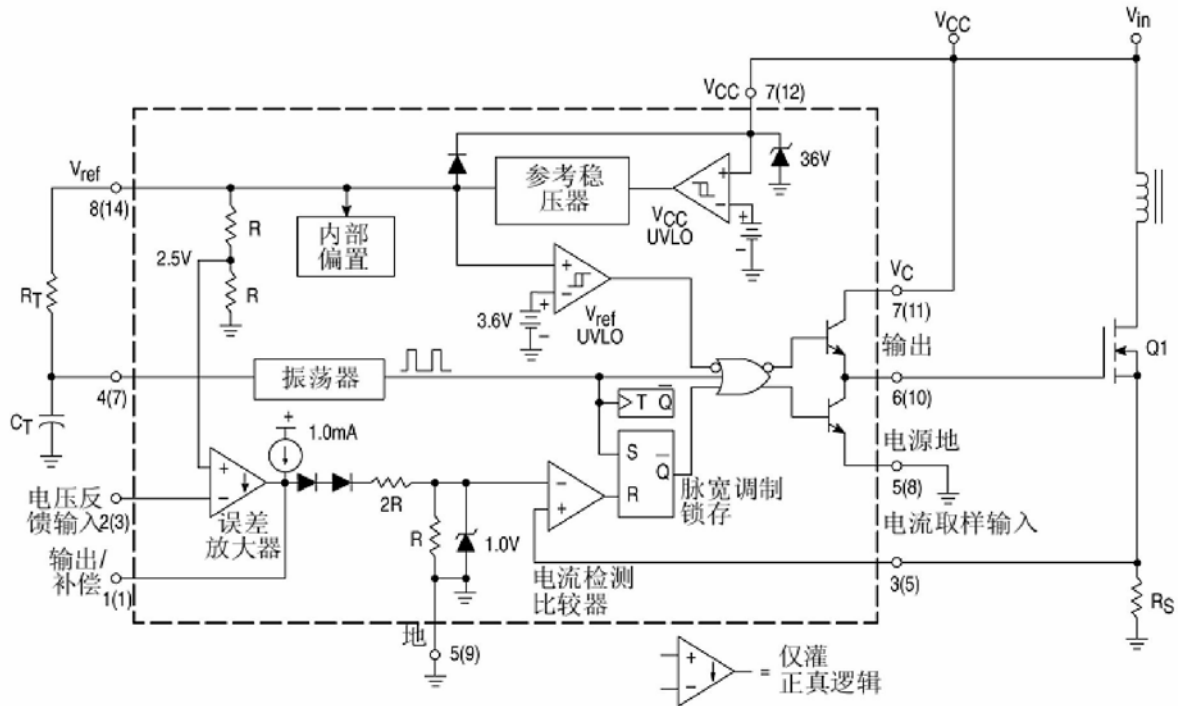 VCC
Vin
VCC 7(12)
Vref
8(14)
R
2.5V
R
RT
内部
偏置
参考稳
压器
36V
+
−
VCC
UVLO
+
−
+
−
3.6V
Vref
UVLO
+
−
VC
7(11)
输出
6(10)
Q1
振荡器
4(7)
CT
T Q
+
1.0mA
S
Q
R
脉宽调制
锁存
电源地
5(8)
电流取样输入
+
−
误差
放大器
电压反
馈输入
2(3)
输出/
补偿
1(1)
2R
R
1.0V
−
+
电流检测
比较器
3(5)
RS
地
5(9)
+
−
=
仅灌
正真逻辑